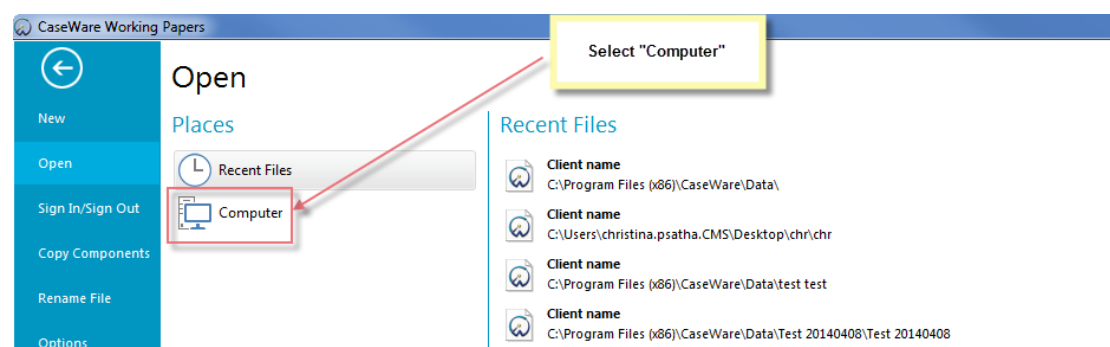 CaseWare Working Papers
Select "Computer"
Open
New
Open
Sign In/Sign Out
Copy Components
Rename File
Options
Places
Recent Files
Computer
Recent Files
Client name
C:\Program Files (x86)\CaseWare\Data\
Client name
C:\Users\christina.psatha.CMS\Desktop\chr\chr
Client name
C:\Program Files (x86)\CaseWare\Data\test test
Client name
C:\Program Files (x86)\CaseWare\Data\Test 20140408\Test 20140408